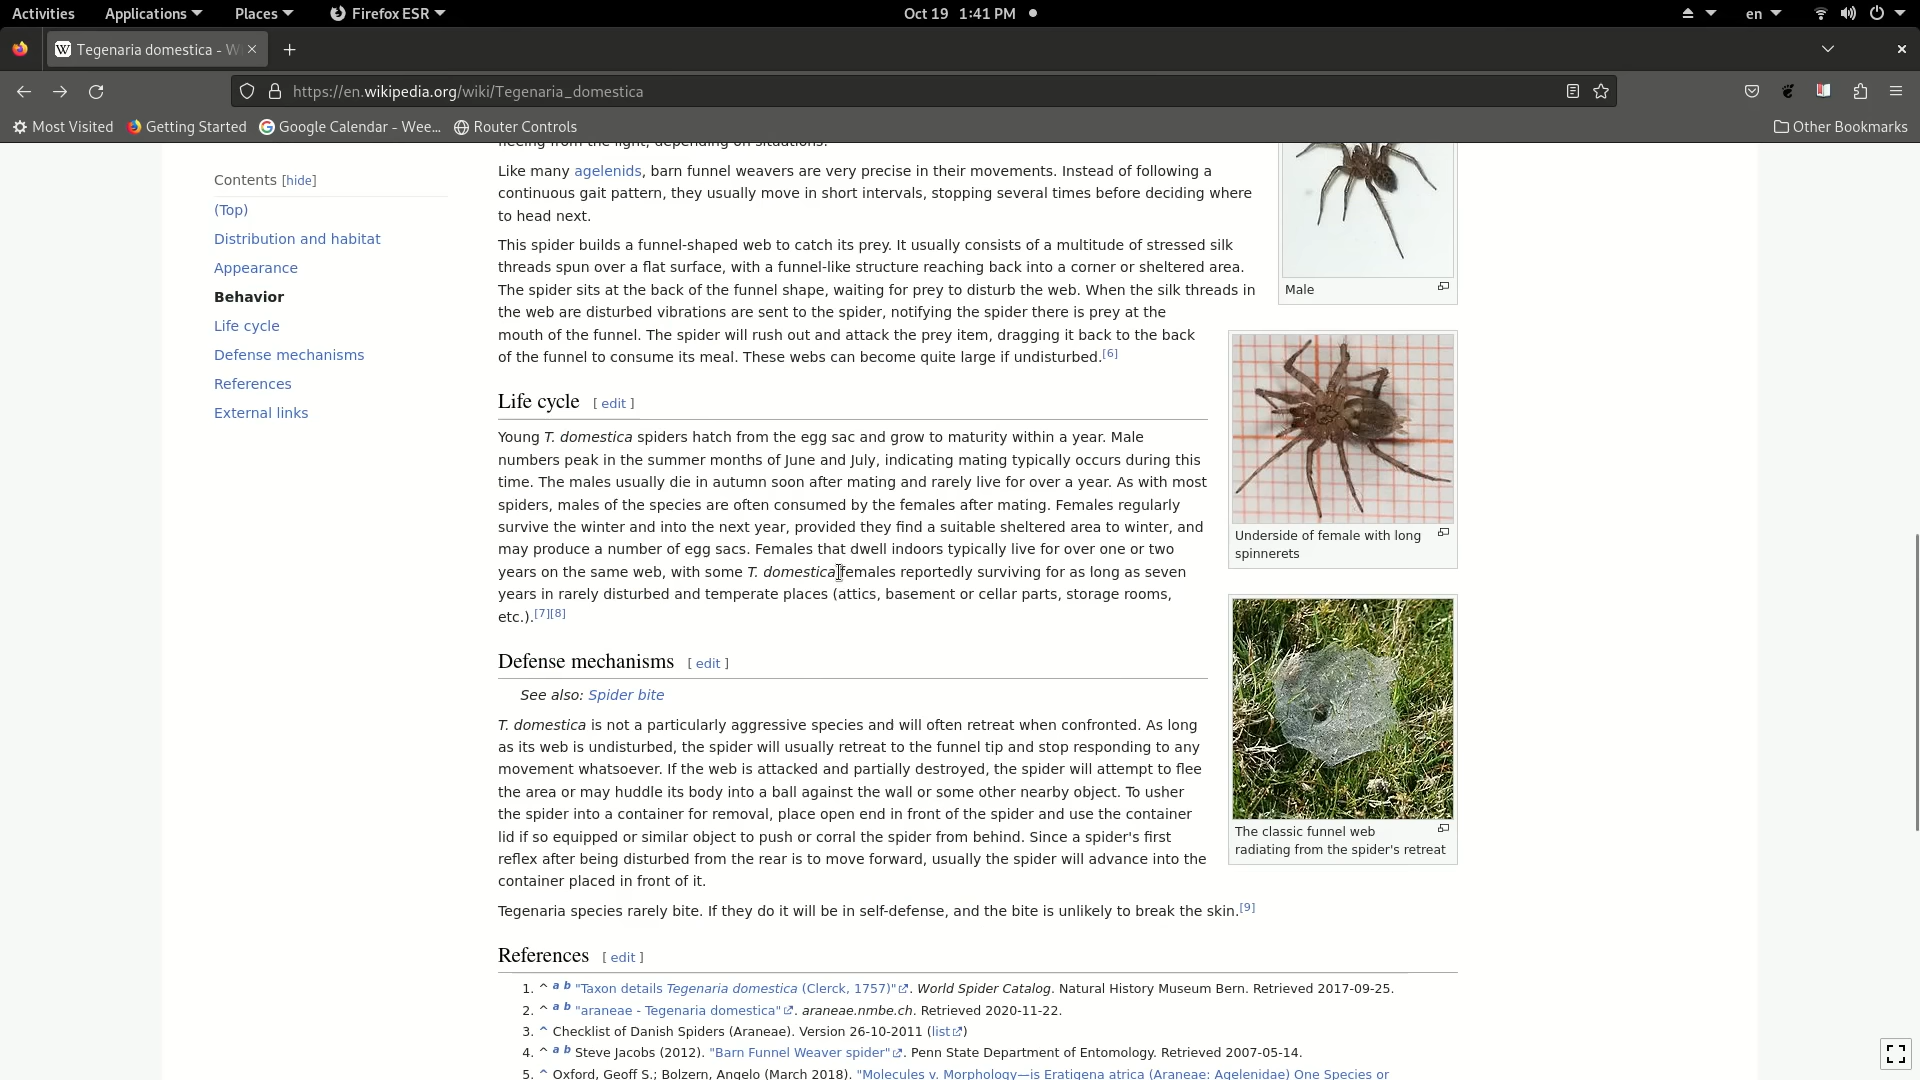 Activities Applications Places Firefox ESR Oct 19 1:41 PM en
Tegenaria domestica - W
https://en.wikipedia.org/wiki/Tegenaria_domestica
Most Visited Getting Started Google Calendar - Wee... Router Controls Other Bookmarks
Contents [hide]
(Top)
Distribution and habitat
Appearance
Behavior
Life cycle
Defense mechanisms
References
External links
fleeing from the light, depending on situations.
Like many agelenids, barn funnel weavers are very precise in their movements. Instead of following a
continuous gait pattern, they usually move in short intervals, stopping several times before deciding where
to head next.
This spider builds a funnel-shaped web to catch its prey. It usually consists of a multitude of stressed silk
threads spun over a flat surface, with a funnel-like structure reaching back into a corner or sheltered area.
The spider sits at the back of the funnel shape, waiting for prey to disturb the web. When the silk threads in
the web are disturbed vibrations are sent to the spider, notifying the spider there is prey at the
mouth of the funnel. The spider will rush out and attack the prey item, dragging it back to the back
of the funnel to consume its meal. These webs can become quite large if undisturbed.[6]
Male
Life cycle [ edit ]
Young T. domestica spiders hatch from the egg sac and grow to maturity within a year. Male
numbers peak in the summer months of June and July, indicating mating typically occurs during this
time. The males usually die in autumn soon after mating and rarely live for over a year. As with most
spiders, males of the species are often consumed by the females after mating. Females regularly
survive the winter and into the next year, provided they find a suitable sheltered area to winter, and
may produce a number of egg sacs. Females that dwell indoors typically live for over one or two
years on the same web, with some T. domestica females reportedly surviving for as long as seven
years in rarely disturbed and temperate places (attics, basement or cellar parts, storage rooms,
etc.).[7][8]
Underside of female with long
spinnerets
Defense mechanisms [ edit ]
See also: Spider bite
T. domestica is not a particularly aggressive species and will often retreat when confronted. As long
as its web is undisturbed, the spider will usually retreat to the funnel tip and stop responding to any
movement whatsoever. If the web is attacked and partially destroyed, the spider will attempt to flee
the area or may huddle its body into a ball against the wall or some other nearby object. To usher
the spider into a container for removal, place open end in front of the spider and use the container
lid if so equipped or similar object to push or corral the spider from behind. Since a spider's first
reflex after being disturbed from the rear is to move forward, usually the spider will advance into the
container placed in front of it.
The classic funnel web
radiating from the spider's retreat
Tegenaria species rarely bite. If they do it will be in self-defense, and the bite is unlikely to break the skin.[9]
References [ edit ]
1. ^ a b "Taxon details Tegenaria domestica (Clerck, 1757)". World Spider Catalog. Natural History Museum Bern. Retrieved 2017-09-25.
2. ^ a b "araneae - Tegenaria domestica". araneae.nmbe.ch. Retrieved 2020-11-22.
3. ^ Checklist of Danish Spiders (Araneae). Version 26-10-2011 (list)
4. ^ a b Steve Jacobs (2012). "Barn Funnel Weaver spider". Penn State Department of Entomology. Retrieved 2007-05-14.
5. ^ Oxford, Geoff S.; Bolzern, Angelo (March 2018). "Molecules v. Morphology—is Eratigena atrica (Araneae: Agelenidae) One Species or